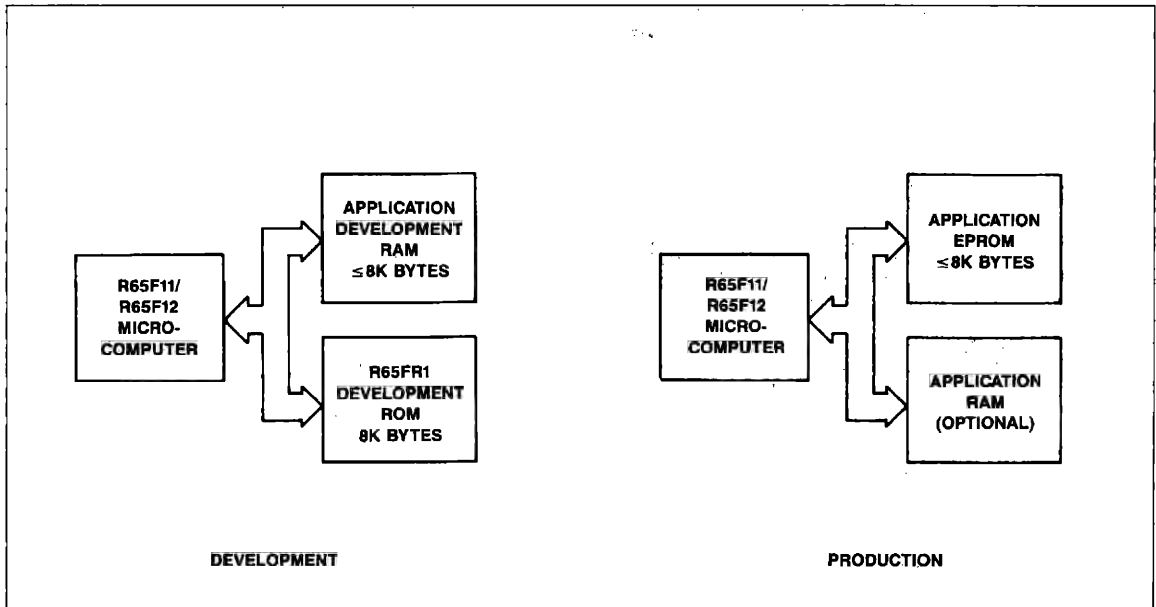 APPLICATION
DEVELOPMENT
RAM
≤8K BYTES
R65F11/
R65F12
MICRO-
COMPUTER
R65FR1
DEVELOPMENT
ROM
8K BYTES
DEVELOPMENT
APPLICATION
EPROM
≤8K BYTES
R65F11/
R65F12
MICRO-
COMPUTER
APPLICATION
RAM
(OPTIONAL)
PRODUCTION